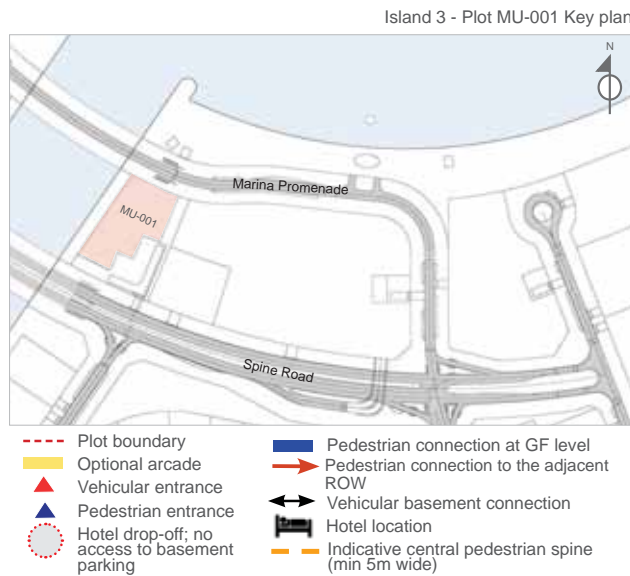 Island 3 - Plot MU-001 Key plan
N
Marina Promenade
MU-001
Spine Road
Plot boundary
Optional arcade
Vehicular entrance
Pedestrian entrance
Hotel drop-off; no
access to basement
parking
Pedestrian connection at GF level
Pedestrian connection to the adjacent
ROW
Vehicular basement connection
Hotel location
Indicative central pedestrian spine
(min 5m wide)